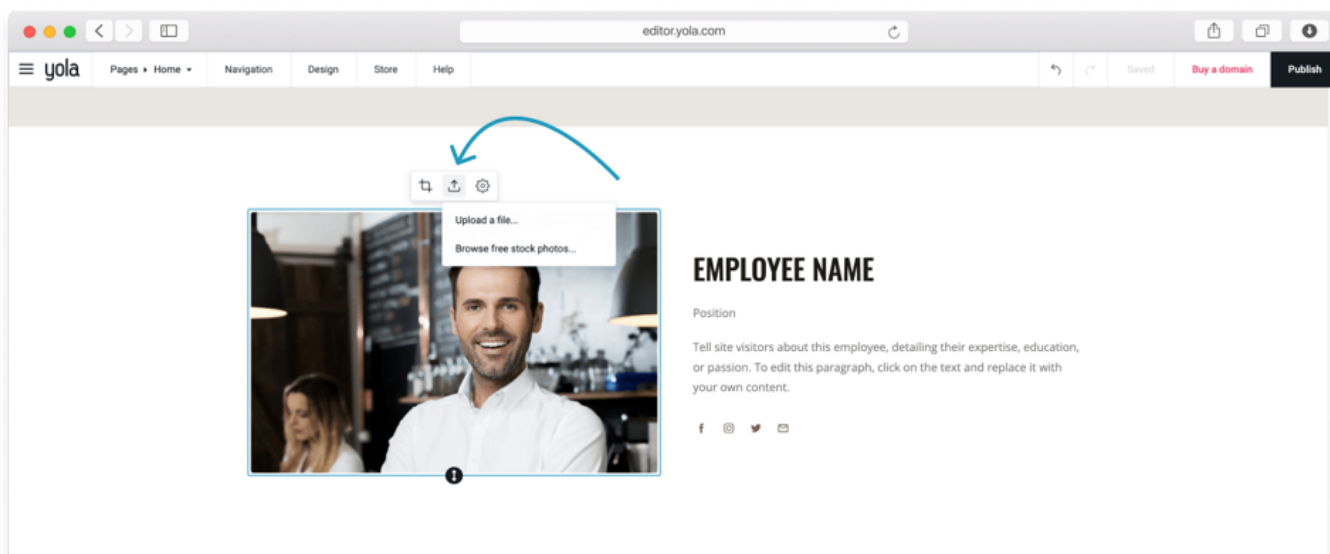 editor.yola.com
yola Pages Home Navigation Design Store Help Saved Buy a domain Publish
Upload a file...
Browse free stock photos...
EMPLOYEE NAME
Position
Tell site visitors about this employee, detailing their expertise, education,
or passion. To edit this paragraph, click on the text and replace it with
your own content.